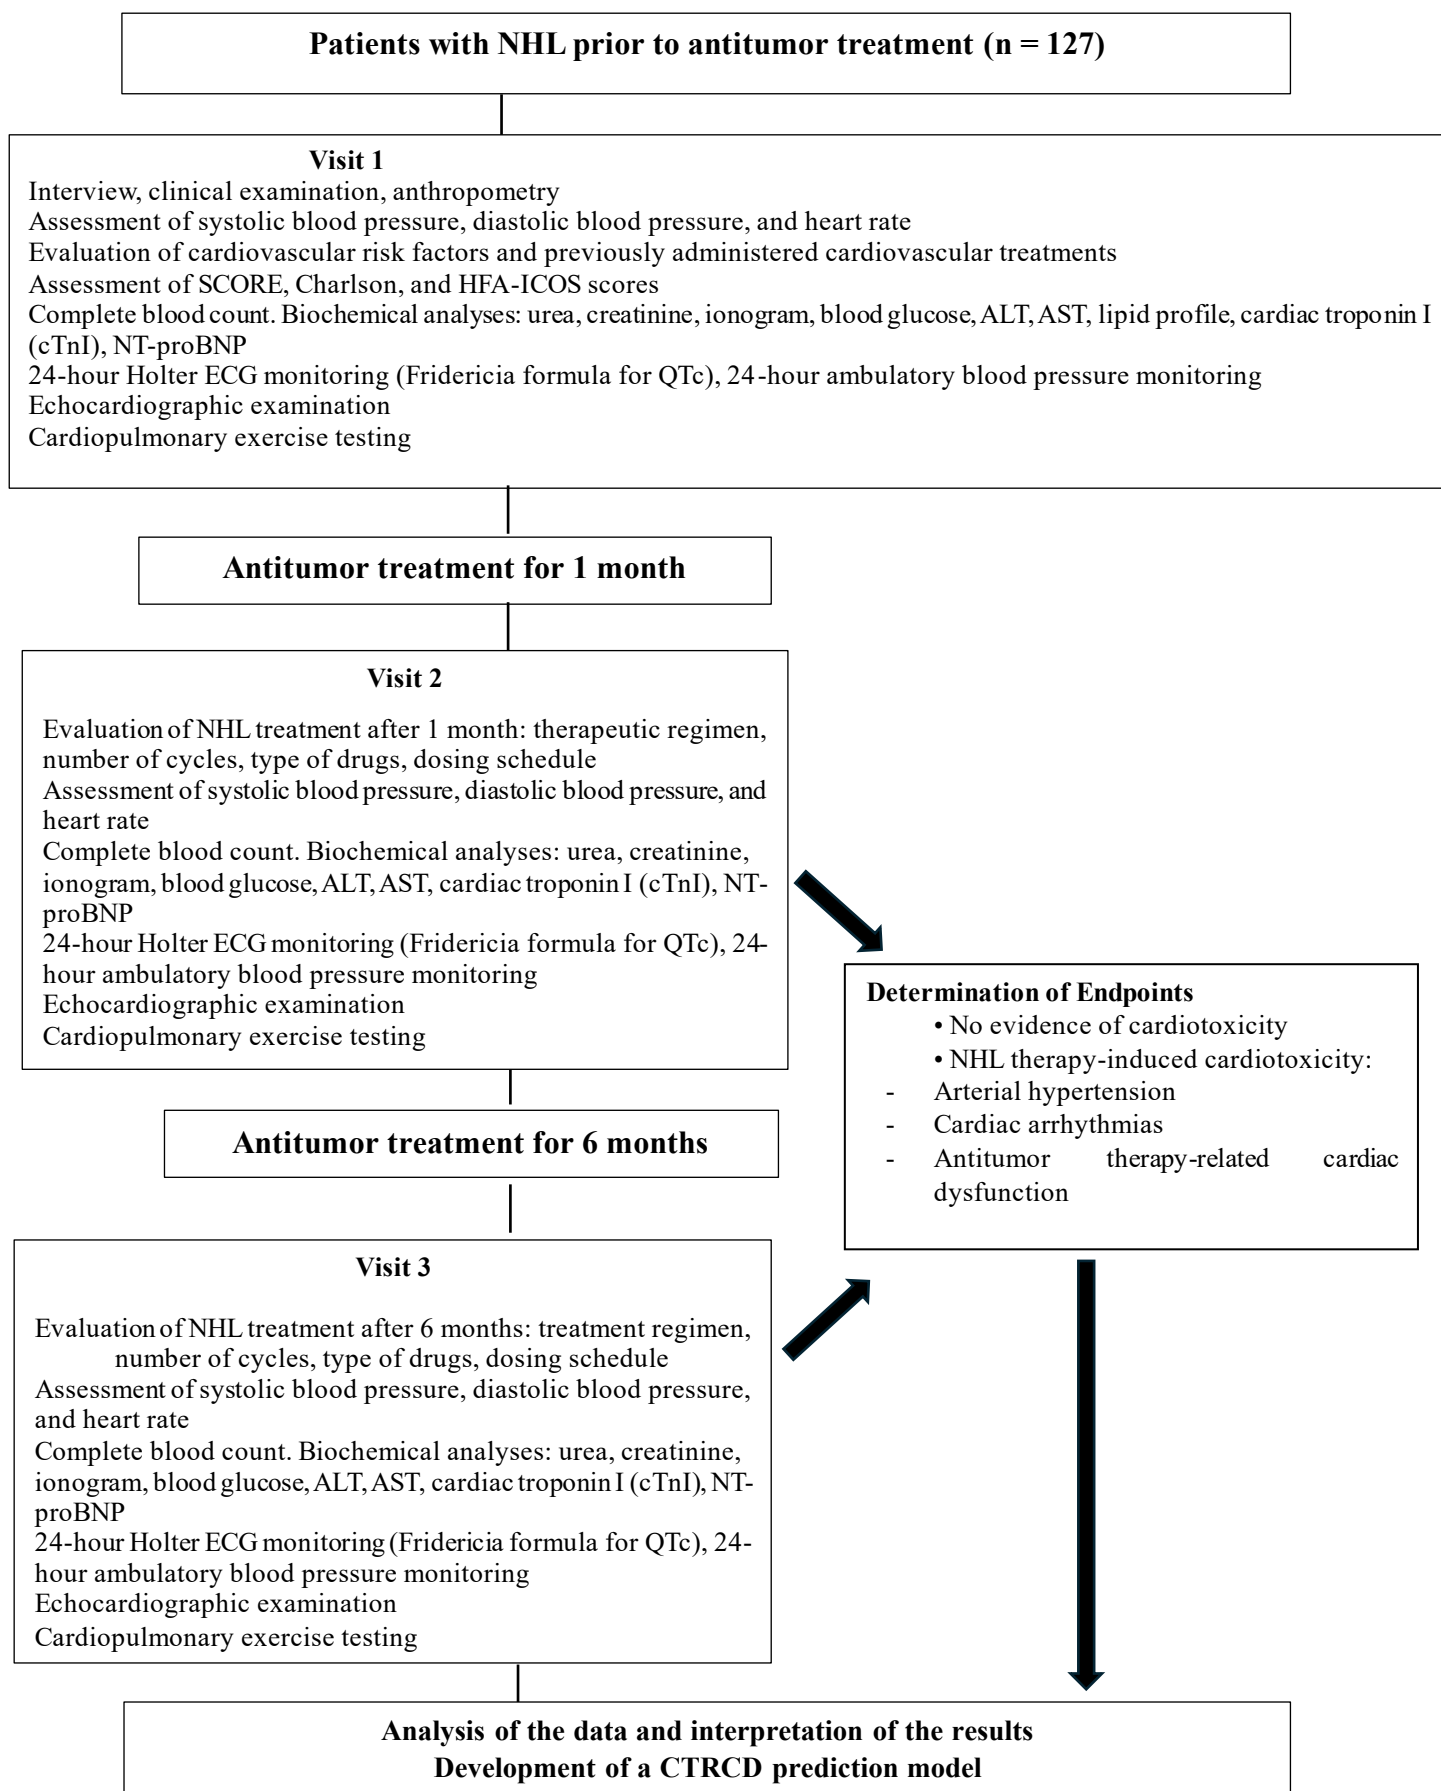 Patients with NHL prior to antitumor treatment (n = 127)
Visit 1
Interview, clinical examination, anthropometry
Assessment of systolic blood pressure, diastolic blood pressure, and heart rate
Evaluation of cardiovascular risk factors and previously administered cardiovascular treatments
Assessment of SCORE, Charlson, and HFA-ICOS scores
Complete blood count. Biochemical analyses: urea, creatinine, ionogram, blood glucose, ALT, AST, lipid profile, cardiac troponin I
(cTnI), NT-proBNP
24-hour Holter ECG monitoring (Fridericia formula for QTc), 24-hour ambulatory blood pressure monitoring
Echocardiographic examination
Cardiopulmonary exercise testing
Antitumor treatment for 1 month
Visit 2
Evaluation of NHL treatment after 1 month: therapeutic regimen,
number of cycles, type of drugs, dosing schedule
Assessment of systolic blood pressure, diastolic blood pressure, and
heart rate
Complete blood count. Biochemical analyses: urea, creatinine,
ionogram, blood glucose, ALT, AST, cardiac troponin I (cTnI), NT-
proBNP
24-hour Holter ECG monitoring (Fridericia formula for QTc), 24-
hour ambulatory blood pressure monitoring
Echocardiographic examination
Cardiopulmonary exercise testing
Antitumor treatment for 6 months
Visit 3
Evaluation of NHL treatment after 6 months: treatment regimen,
number of cycles, type of drugs, dosing schedule
Assessment of systolic blood pressure, diastolic blood pressure,
and heart rate
Complete blood count. Biochemical analyses: urea, creatinine,
ionogram, blood glucose, ALT, AST, cardiac troponin I (cTnI), NT-
proBNP
24-hour Holter ECG monitoring (Fridericia formula for QTc), 24-
hour ambulatory blood pressure monitoring
Echocardiographic examination
Cardiopulmonary exercise testing
Determination of Endpoints
• No evidence of cardiotoxicity
• NHL therapy-induced cardiotoxicity:
- Arterial hypertension
- Cardiac arrhythmias
- Antitumor therapy-related cardiac
dysfunction
Analysis of the data and interpretation of the results
Development of a CTRCD prediction model